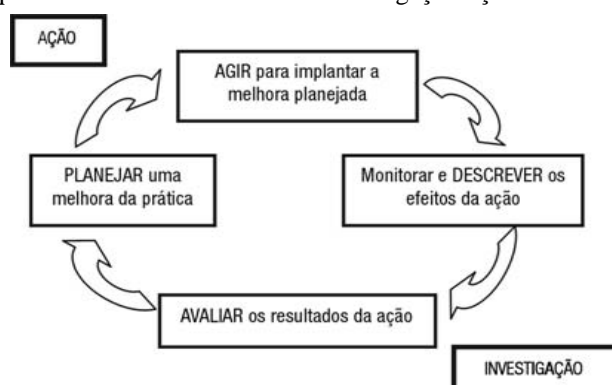 AÇÃO
AGIR para implantar a
melhora planejada
PLANEJAR uma
melhora da prática
Monitorar e DESCREVER os
efeitos da ação
AVALIAR os resultados da ação
INVESTIGAÇÃO